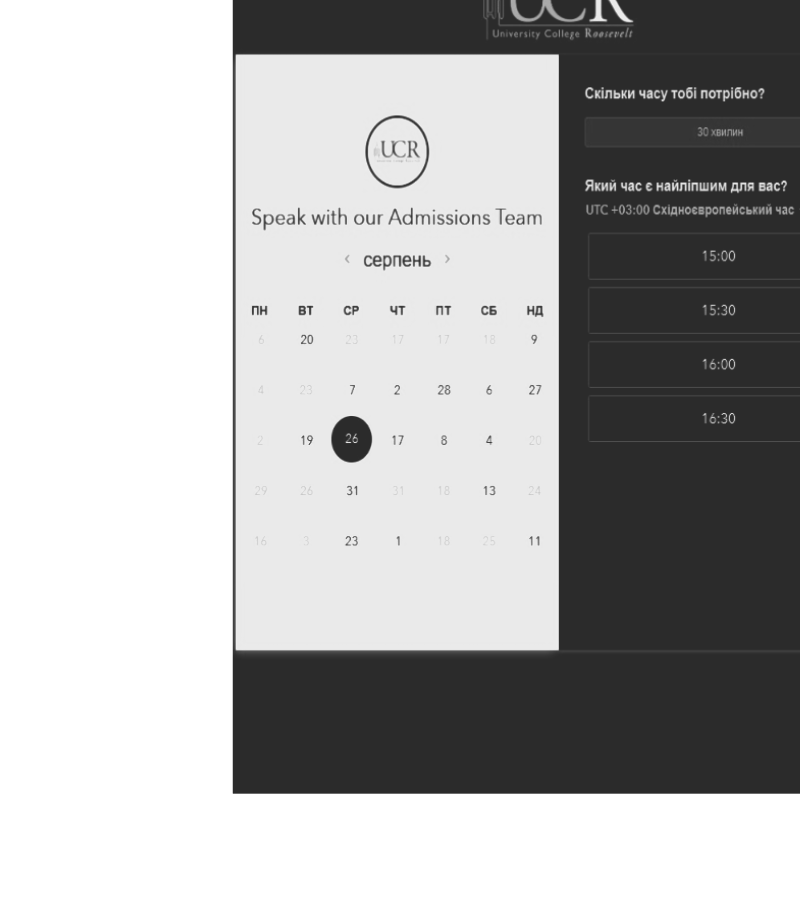 UCR
University College Roosevelt
UCR
Speak with our Admissions Team
‹ серпень ›
ПН ВТ СР ЧТ ПТ СБ НД
6 20 23 17 17 18 9
4 23 7 2 28 6 27
2 19 26 17 8 4 20
29 26 31 31 18 13 24
16 3 23 1 18 25 11
Скільки часу тобі потрібно?
30 хвилин
Який час є найліпшим для вас?
UTC +03:00 Східноєвропейський час
15:00
15:30
16:00
16:30